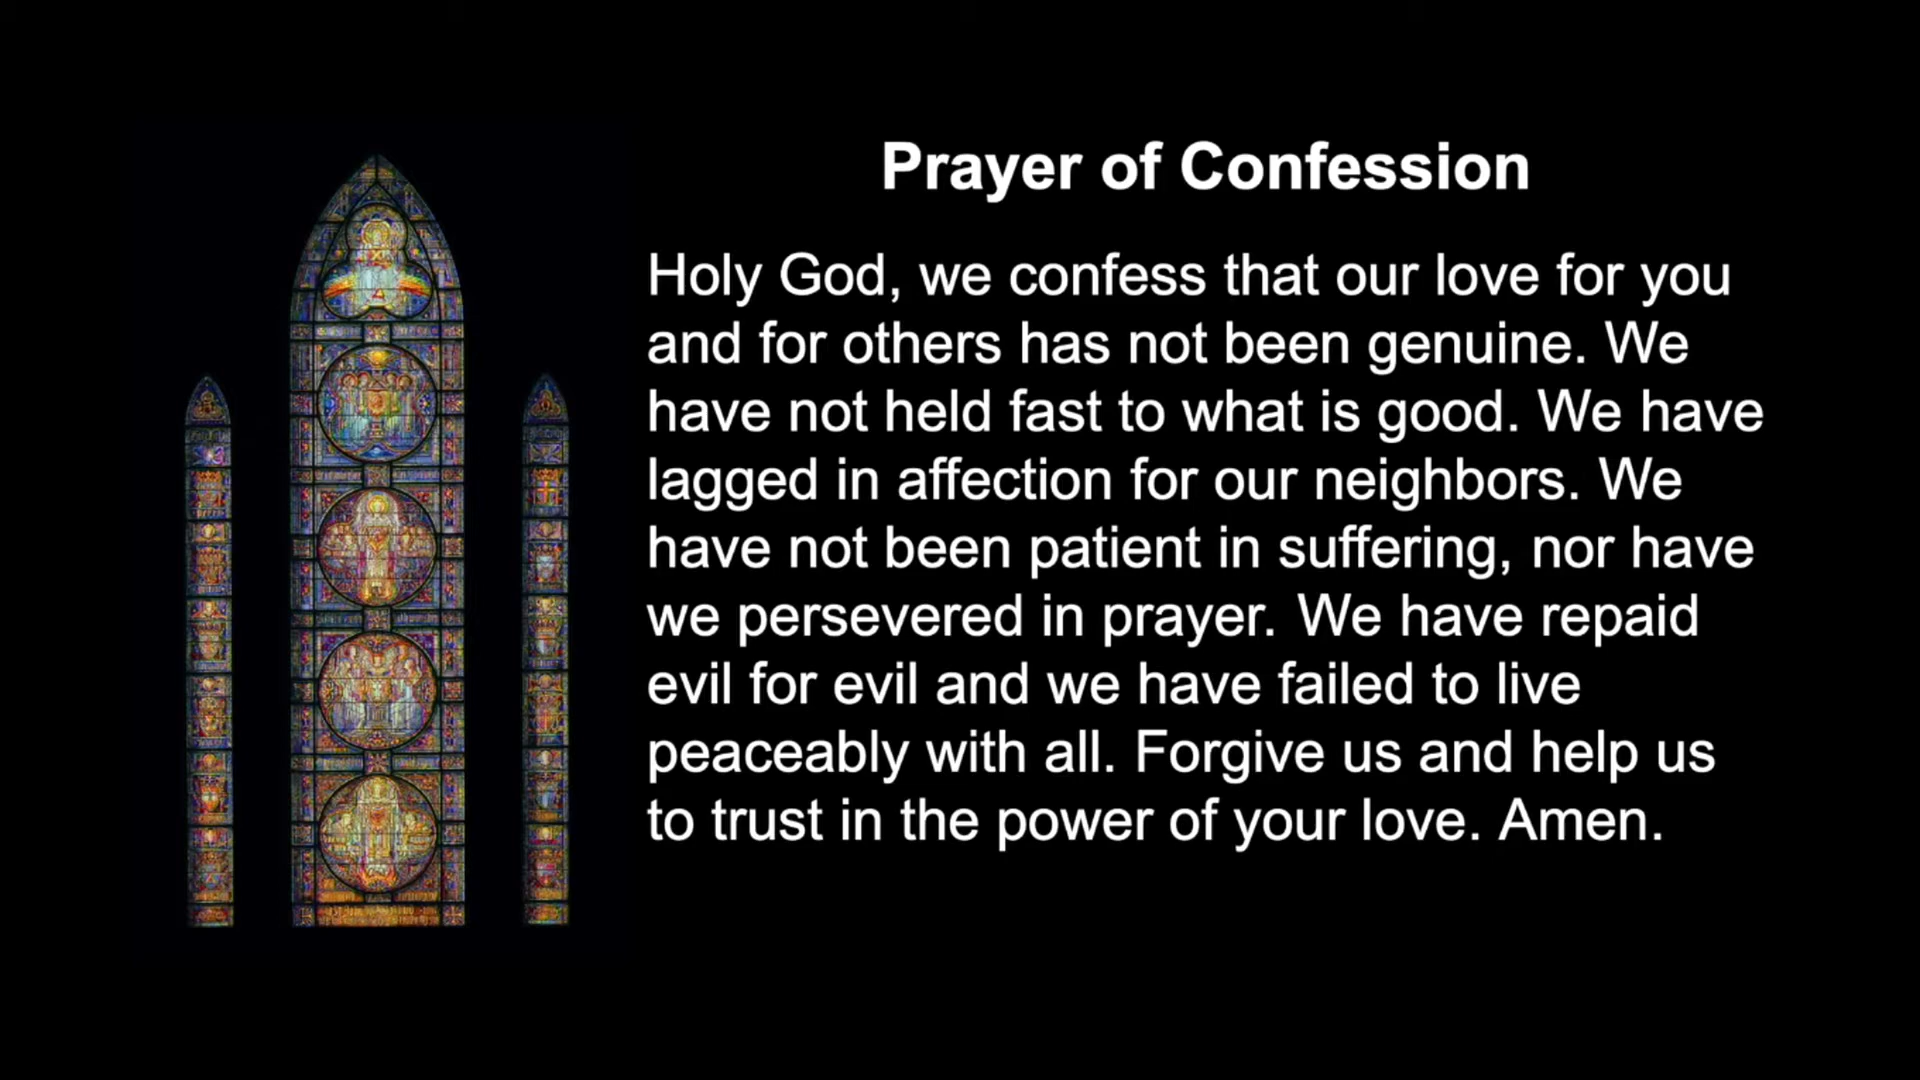 Prayer of Confession
Holy God, we confess that our love for you
and for others has not been genuine. We
have not held fast to what is good. We have
lagged in affection for our neighbors. We
have not been patient in suffering, nor have
we persevered in prayer. We have repaid
evil for evil and we have failed to live
peaceably with all. Forgive us and help us
to trust in the power of your love. Amen.